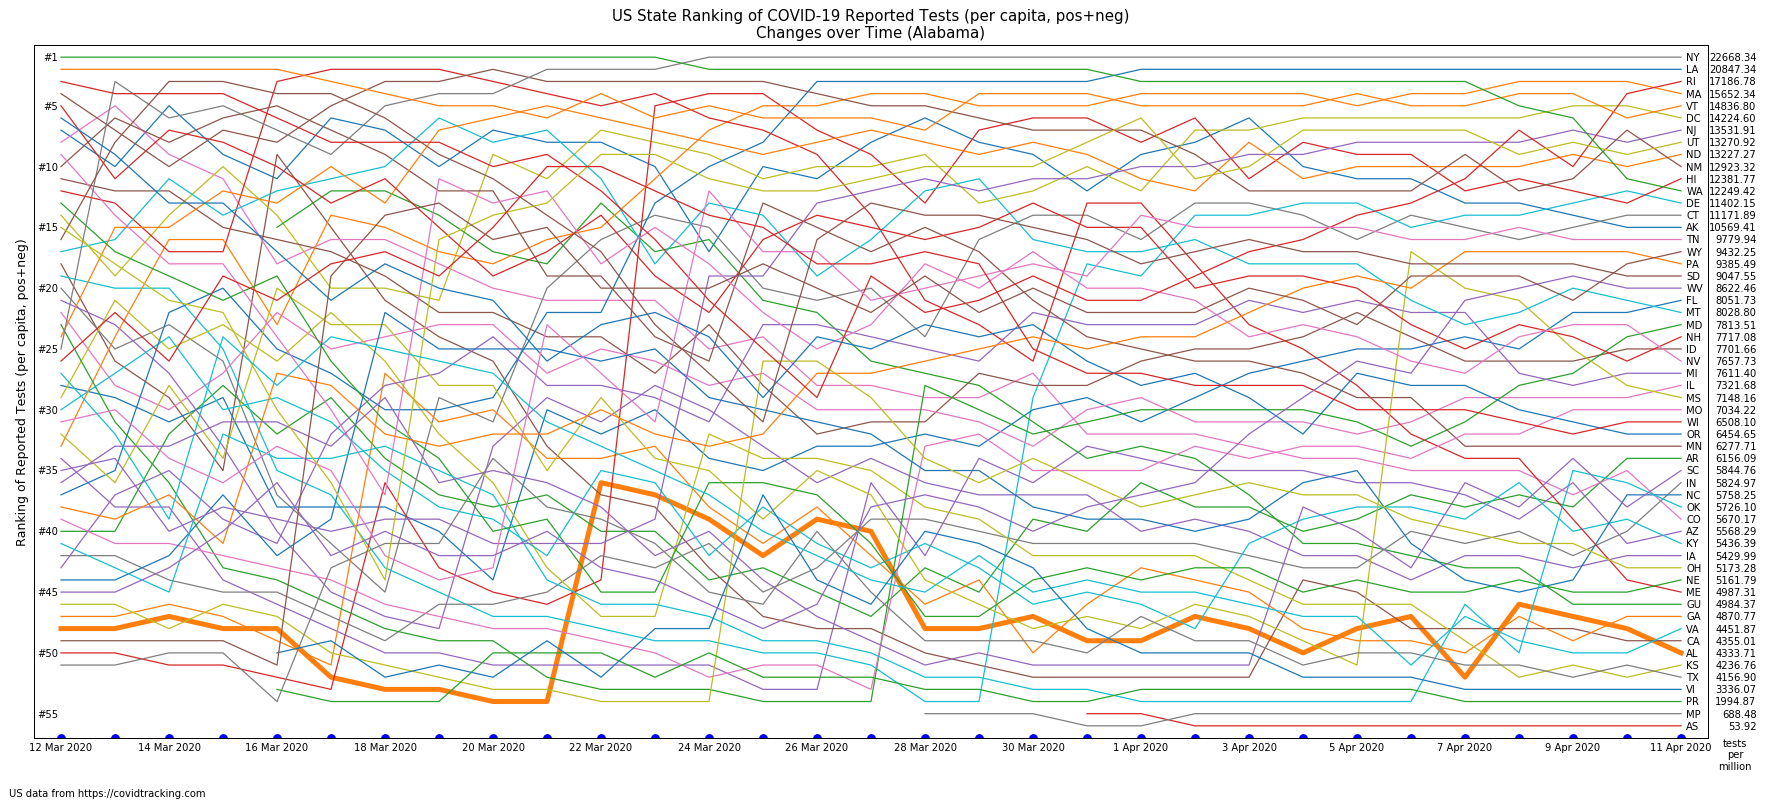 US State Ranking of COVID-19 Reported Tests (per capita, pos+neg)
Changes over Time (Alabama)
Ranking of Reported Tests (per capita, pos+neg)
#1
#5
#10
#15
#20
#25
#30
#35
#40
#45
#50
#55
NY 22668.34
LA 20847.34
RI 17186.78
MA 15652.34
VT 14836.80
DC 14224.60
NJ 13531.91
UT 13270.92
ND 13227.27
NM 12923.32
HI 12381.77
WA 12249.42
DE 11402.15
CT 11171.89
AK 10569.41
TN 9779.94
WY 9432.25
PA 9385.49
SD 9047.55
WV 8622.46
FL 8051.73
MT 8028.80
MD 7813.51
NH 7717.08
ID 7701.66
NV 7657.73
MI 7611.40
IL 7321.68
MS 7148.16
MO 7034.22
WI 6508.10
OR 6454.65
MN 6277.71
AR 6156.09
SC 5844.76
IN 5824.97
NC 5758.25
OK 5726.10
CO 5670.17
AZ 5568.29
KY 5436.39
IA 5429.99
OH 5173.28
NE 5161.79
ME 4987.31
GU 4984.37
GA 4870.77
VA 4451.87
CA 4355.01
AL 4333.71
KS 4236.76
TX 4156.90
VI 3336.07
PR 1994.87
MP 688.48
AS 53.92
12 Mar 2020 14 Mar 2020 16 Mar 2020 18 Mar 2020 20 Mar 2020 22 Mar 2020 24 Mar 2020 26 Mar 2020 28 Mar 2020 30 Mar 2020 1 Apr 2020 3 Apr 2020 5 Apr 2020 7 Apr 2020 9 Apr 2020 11 Apr 2020
tests
per
million
US data from https://covidtracking.com